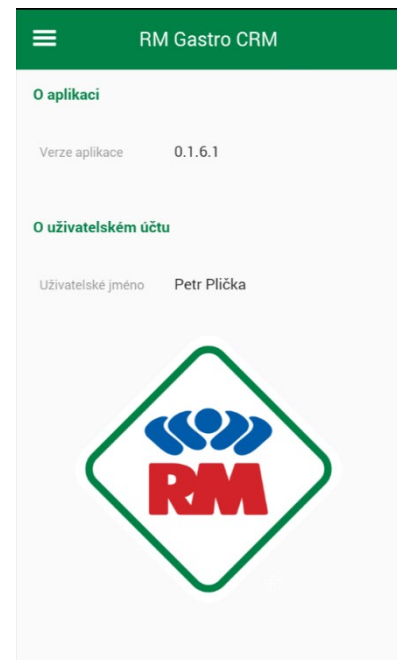 RM Gastro CRM
O aplikaci
Verze aplikace 0.1.6.1
O uživatelském účtu
Uživatelské jméno Petr Plička
RM